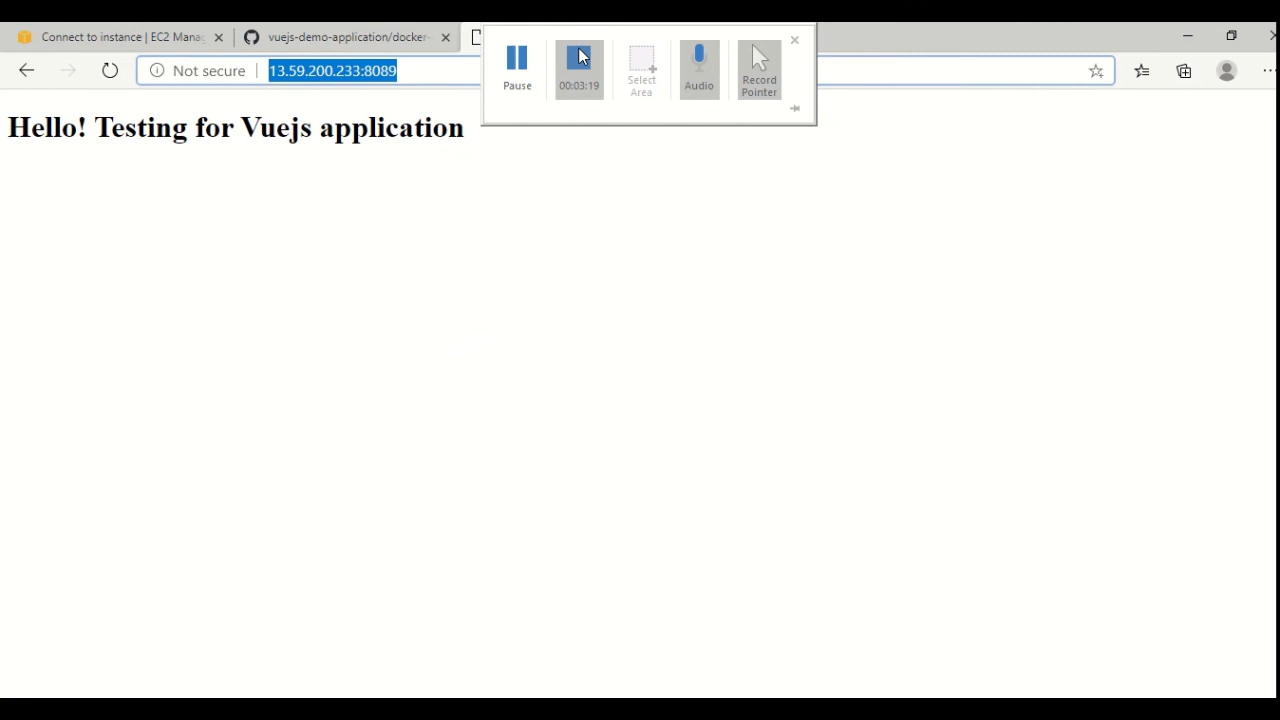 Connect to instance | EC2 Manag
vuejs-demo-application/docker-
Not secure
13.59.200.233:8089
Pause
00:03:19
Select
Area
Audio
Record
Pointer
Hello! Testing for Vuejs application